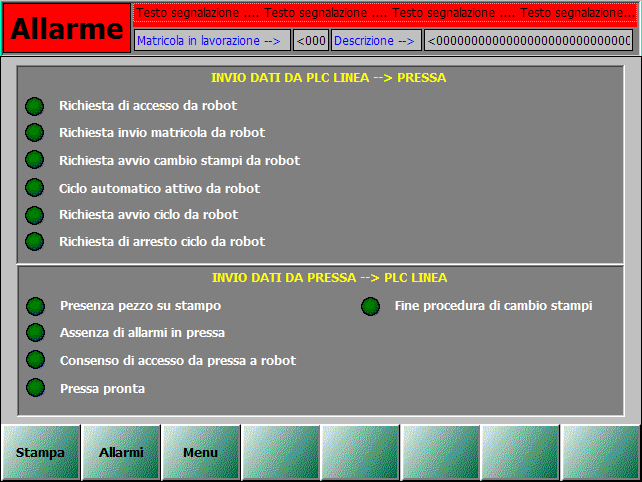 Allarme
Testo segnalazione .... Testo segnalazione .... Testo segnalazione .... Testo segnalazione...
Matricola in lavorazione --> <000 Descrizione --> <0000000000000000000000000000
INVIO DATI DA PLC LINEA --> PRESSA
Richiesta di accesso da robot
Richiesta invio matricola da robot
Richiesta avvio cambio stampi da robot
Ciclo automatico attivo da robot
Richiesta avvio ciclo da robot
Richiesta di arresto ciclo da robot
INVIO DATI DA PRESSA --> PLC LINEA
Presenza pezzo su stampo
Fine procedura di cambio stampi
Assenza di allarmi in pressa
Consenso di accesso da pressa a robot
Pressa pronta
Stampa Allarmi Menu